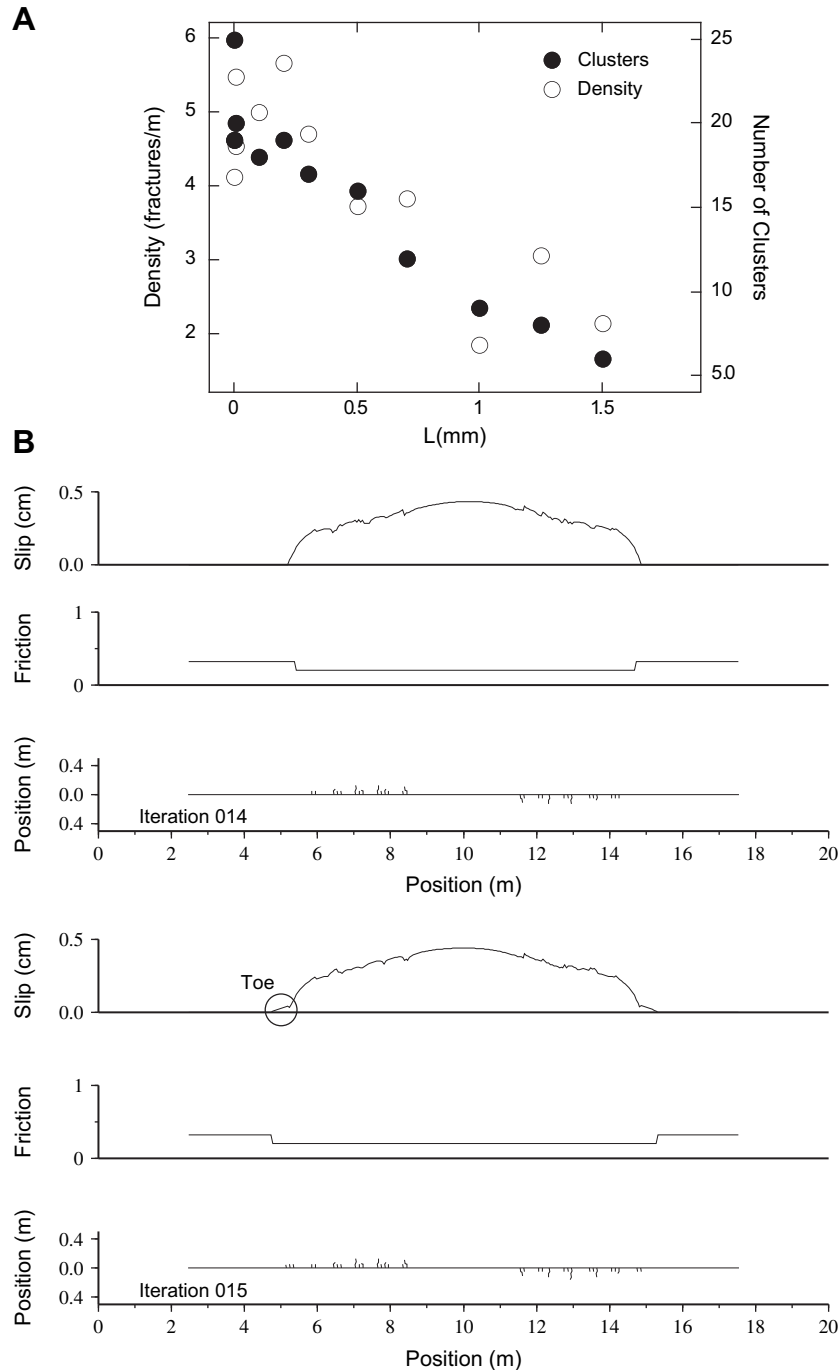 A
Density (fractures/m)
6
5
4
3
2
Clusters
Density
25
20
15
10
5.0
Number of Clusters
0
0.5
1
1.5
L(mm)
B
Slip (cm)
0.5
0.0
Friction
1
0
Position (m)
0.4
0.0
0.4
Iteration 014
0 2 4 6 8 10 12 14 16 18 20
Position (m)
Slip (cm)
0.5
0.0
Toe
Friction
1
0
Position (m)
0.4
0.0
0.4
Iteration 015
0 2 4 6 8 10 12 14 16 18 20
Position (m)